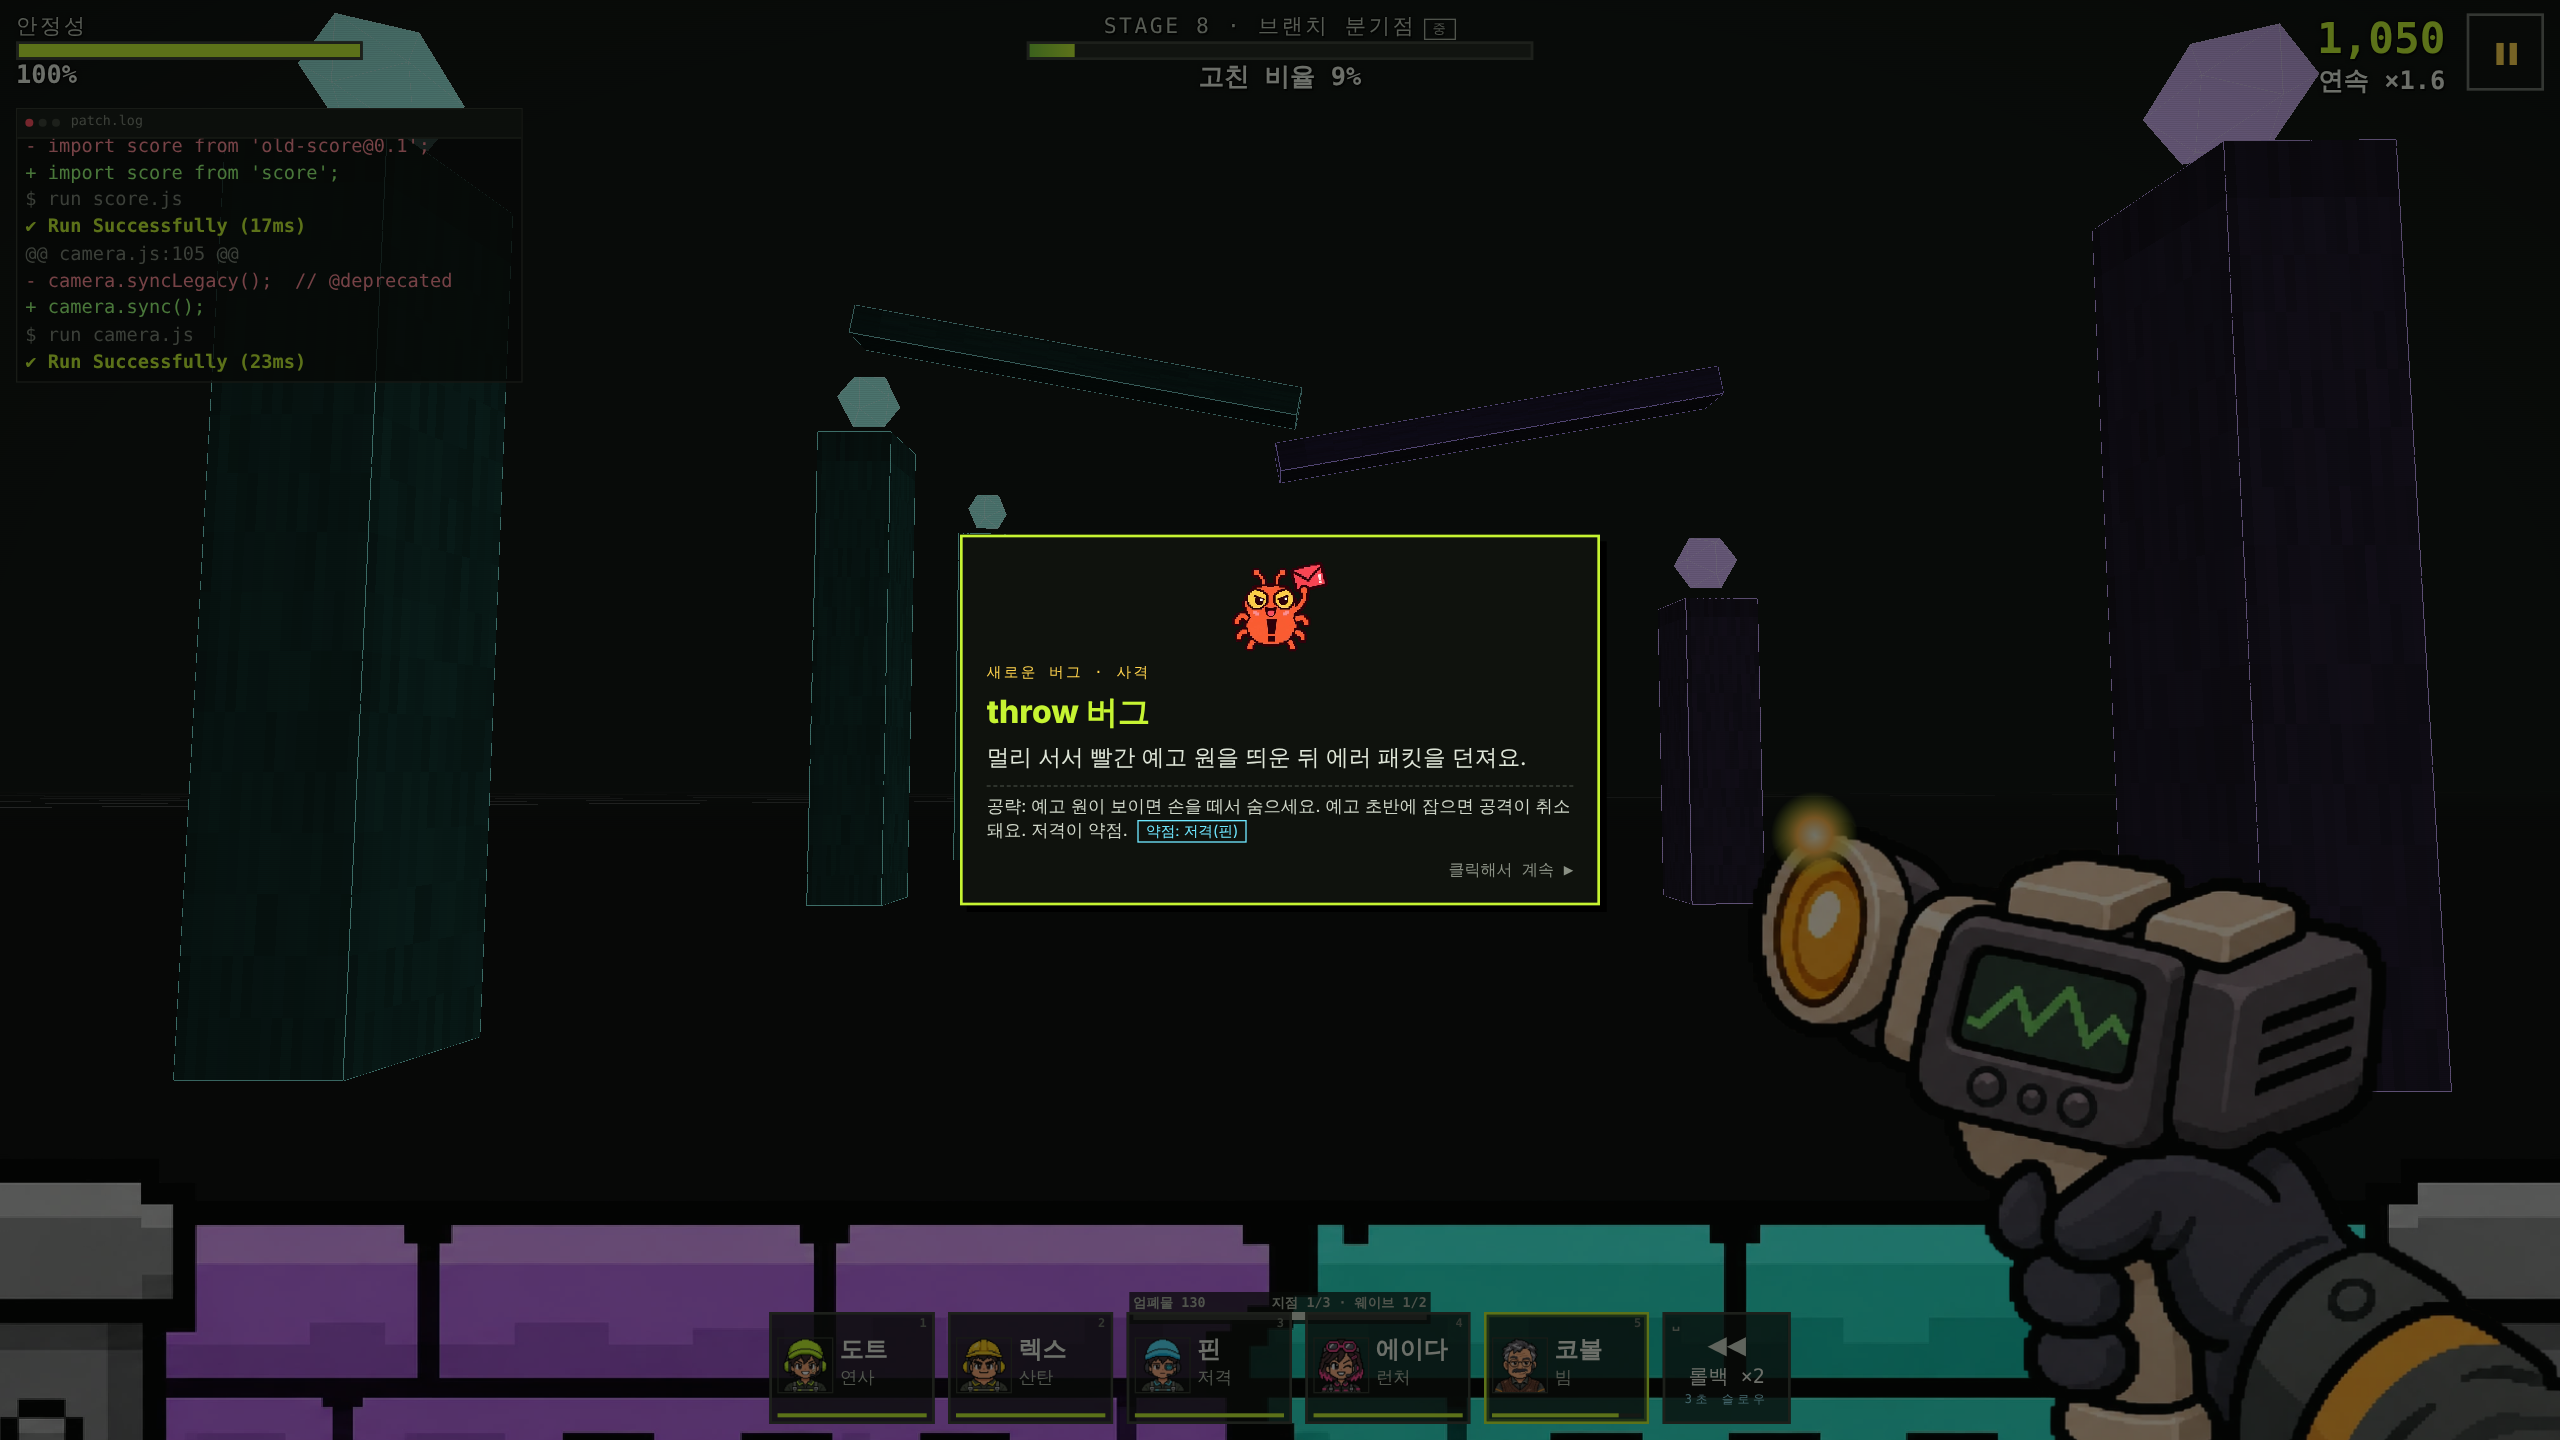 안정성
100%
STAGE 8 · 브랜치 분기점 중
고친 비율 9%
1,050
연속 ×1.6
patch.log
- import score from 'old-score@0.1';
+ import score from 'score';
$ run score.js
✔ Run Successfully (17ms)
@@ camera.js:105 @@
- camera.syncLegacy();  // @deprecated
+ camera.sync();
$ run camera.js
✔ Run Successfully (23ms)
새로운 버그 · 사격
throw 버그
멀리 서서 빨간 예고 원을 띄운 뒤 에러 패킷을 던져요.
공략: 예고 원이 보이면 손을 떼서 숨으세요. 예고 초반에 잡으면 공격이 취소
돼요. 저격이 약점. 약점: 저격(핀)
클릭해서 계속 ▶
엄폐물 130
지점 1/3 · 웨이브 1/2
1
도트
연사
2
렉스
산탄
3
핀
저격
4
에이다
런처
5
코볼
빔
◀◀
롤백 ×2
3초 슬로우